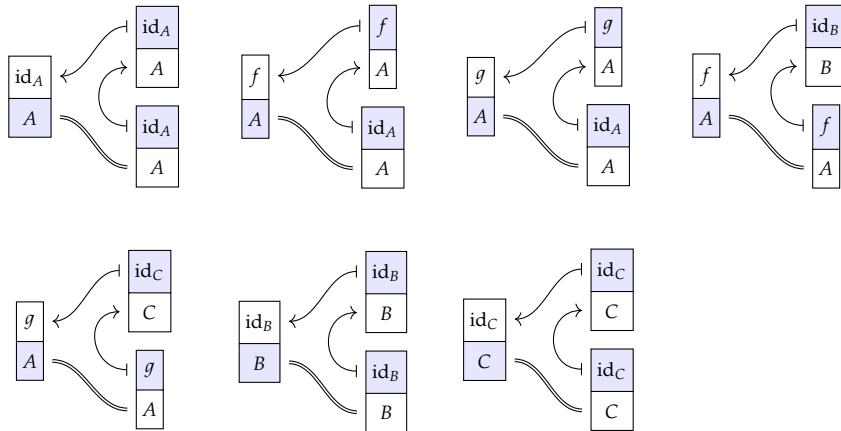 id_A f g id_B
id_A A f A g A f B
A A A A
id_A id_A id_A f
A A A A
id_C id_B id_C
g C id_B B id_C C
A B C
g id_B id_C
A B C